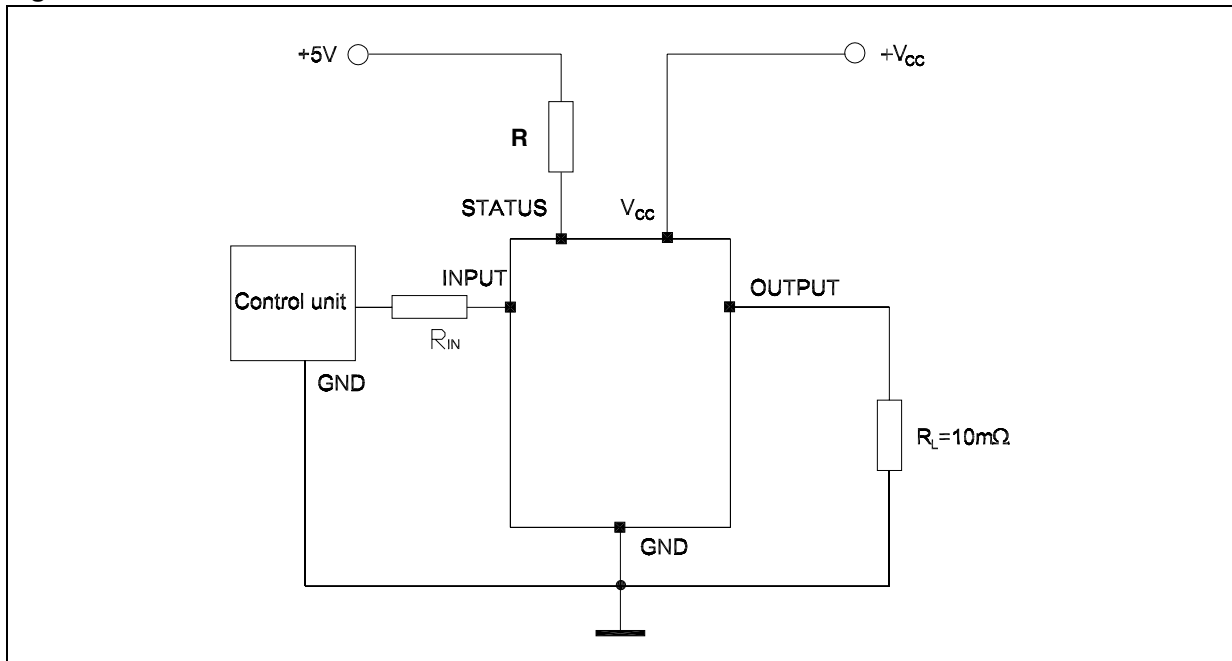 +5V
+Vcc
R
STATUS
Vcc
INPUT
OUTPUT
Control unit
RIN
GND
RL=10mΩ
GND